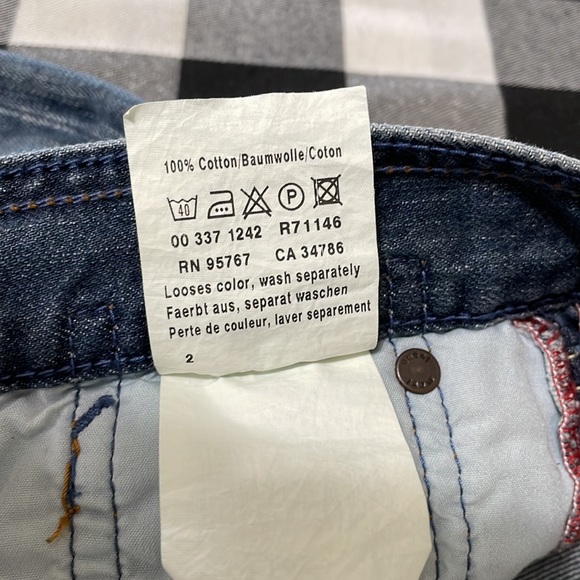 100% Cotton/Baumwolle/Coton
40 P
00 337 1242 R71146
RN 95767 CA 34786
Looses color, wash separately
Faerbt aus, separat waschen
Perte de couleur, laver separement
2